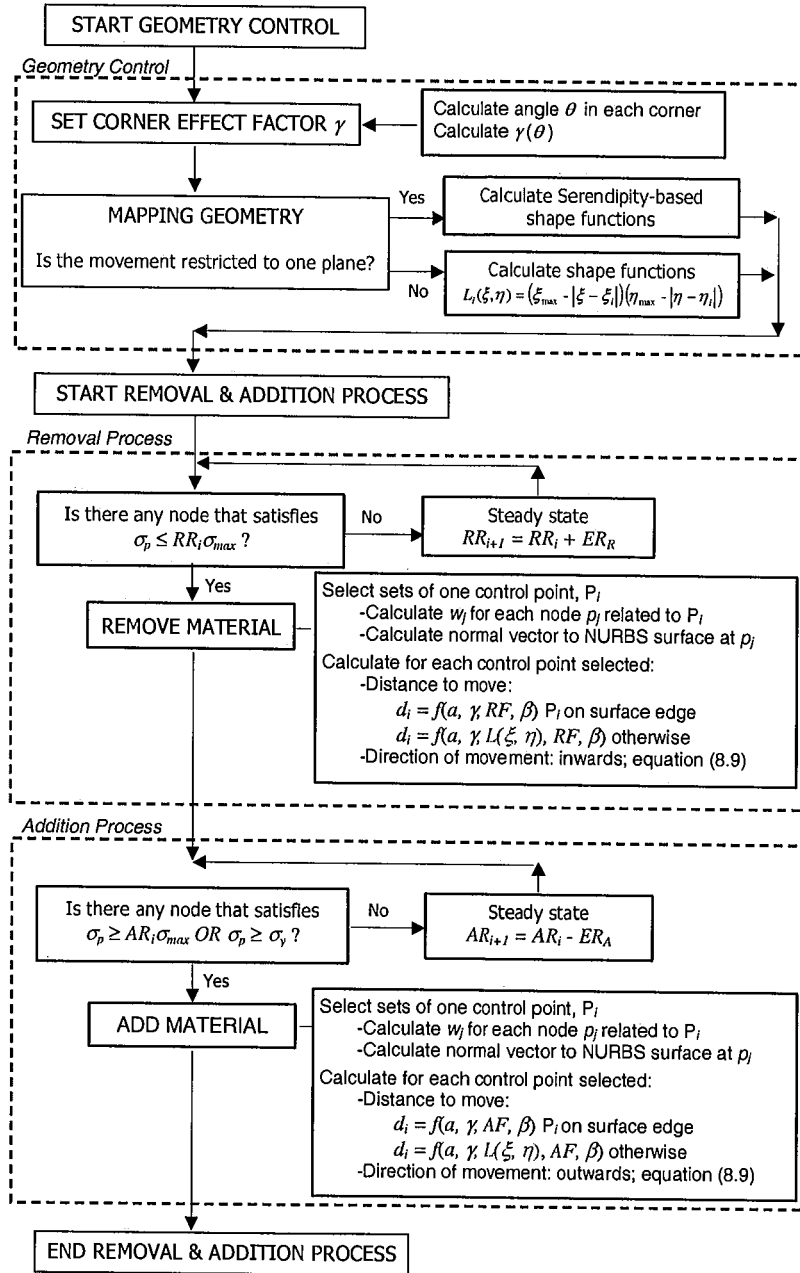 START GEOMETRY CONTROL
Geometry Control
SET CORNER EFFECT FACTOR γ
Calculate angle θ in each corner
Calculate γ(θ)
MAPPING GEOMETRY
Is the movement restricted to one plane?
Yes
Calculate Serendipity-based
shape functions
No
Calculate shape functions
L_i(ξ,η) = (ξ_max - |ξ – ξ_i|)(η_max - |η – η_i|)
START REMOVAL & ADDITION PROCESS
Removal Process
Is there any node that satisfies
σ_p ≤ RR_i σ_max ?
No
Steady state
RR_{i+1} = RR_i + ER_R
Yes
REMOVE MATERIAL
Select sets of one control point, P_i
-Calculate w_j for each node p_j related to P_i
-Calculate normal vector to NURBS surface at p_j
Calculate for each control point selected:
-Distance to move:
d_i = f(a, γ, RF, β) P_i on surface edge
d_i = f(a, γ, L(ξ, η), RF, β) otherwise
-Direction of movement: inwards; equation (8.9)
Addition Process
Is there any node that satisfies
σ_p ≥ AR_i σ_max OR σ_p ≥ σ_y ?
No
Steady state
AR_{i+1} = AR_i - ER_A
Yes
ADD MATERIAL
Select sets of one control point, P_i
-Calculate w_j for each node p_j related to P_i
-Calculate normal vector to NURBS surface at p_j
Calculate for each control point selected:
-Distance to move:
d_i = f(a, γ, AF, β) P_i on surface edge
d_i = f(a, γ, L(ξ, η), AF, β) otherwise
-Direction of movement: outwards; equation (8.9)
END REMOVAL & ADDITION PROCESS